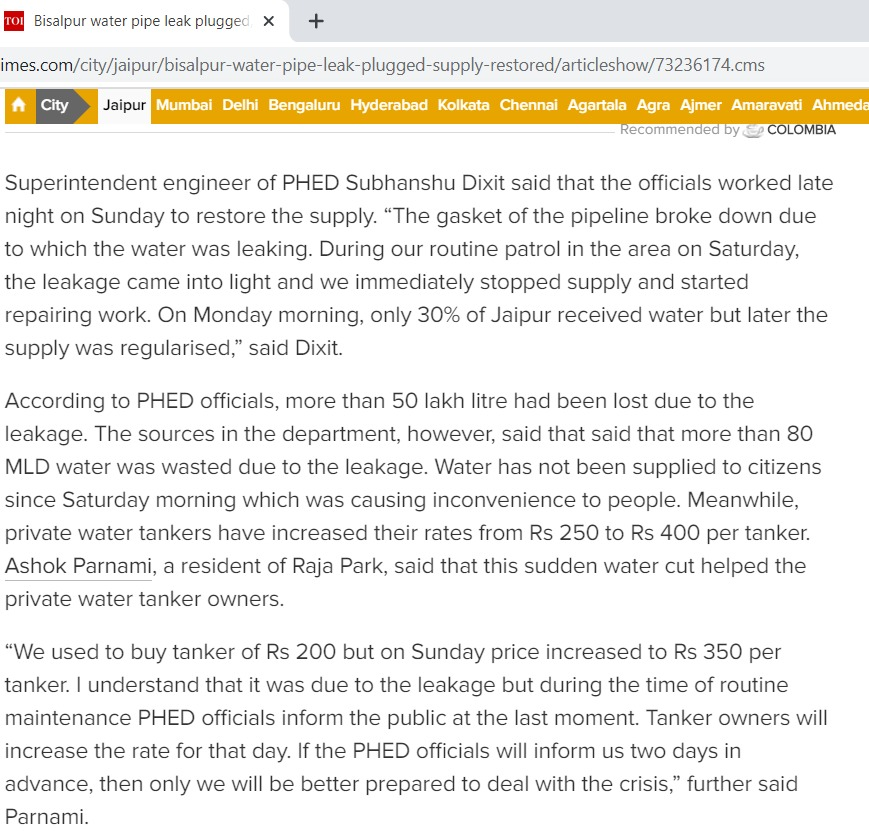 TOI Bisalpur water pipe leak plugged × +
imes.com/city/jaipur/bisalpur-water-pipe-leak-plugged-supply-restored/articleshow/73236174.cms
City Jaipur Mumbai Delhi Bengaluru Hyderabad Kolkata Chennai Agartala Agra Ajmer Amaravati Ahmeda
Recommended by COLOMBIA
Superintendent engineer of PHED Subhanshu Dixit said that the officials worked late
night on Sunday to restore the supply. “The gasket of the pipeline broke down due
to which the water was leaking. During our routine patrol in the area on Saturday,
the leakage came into light and we immediately stopped supply and started
repairing work. On Monday morning, only 30% of Jaipur received water but later the
supply was regularised,” said Dixit.
According to PHED officials, more than 50 lakh litre had been lost due to the
leakage. The sources in the department, however, said that said that more than 80
MLD water was wasted due to the leakage. Water has not been supplied to citizens
since Saturday morning which was causing inconvenience to people. Meanwhile,
private water tankers have increased their rates from Rs 250 to Rs 400 per tanker.
Ashok Parnami, a resident of Raja Park, said that this sudden water cut helped the
private water tanker owners.
“We used to buy tanker of Rs 200 but on Sunday price increased to Rs 350 per
tanker. I understand that it was due to the leakage but during the time of routine
maintenance PHED officials inform the public at the last moment. Tanker owners will
increase the rate for that day. If the PHED officials will inform us two days in
advance, then only we will be better prepared to deal with the crisis,” further said
Parnami.